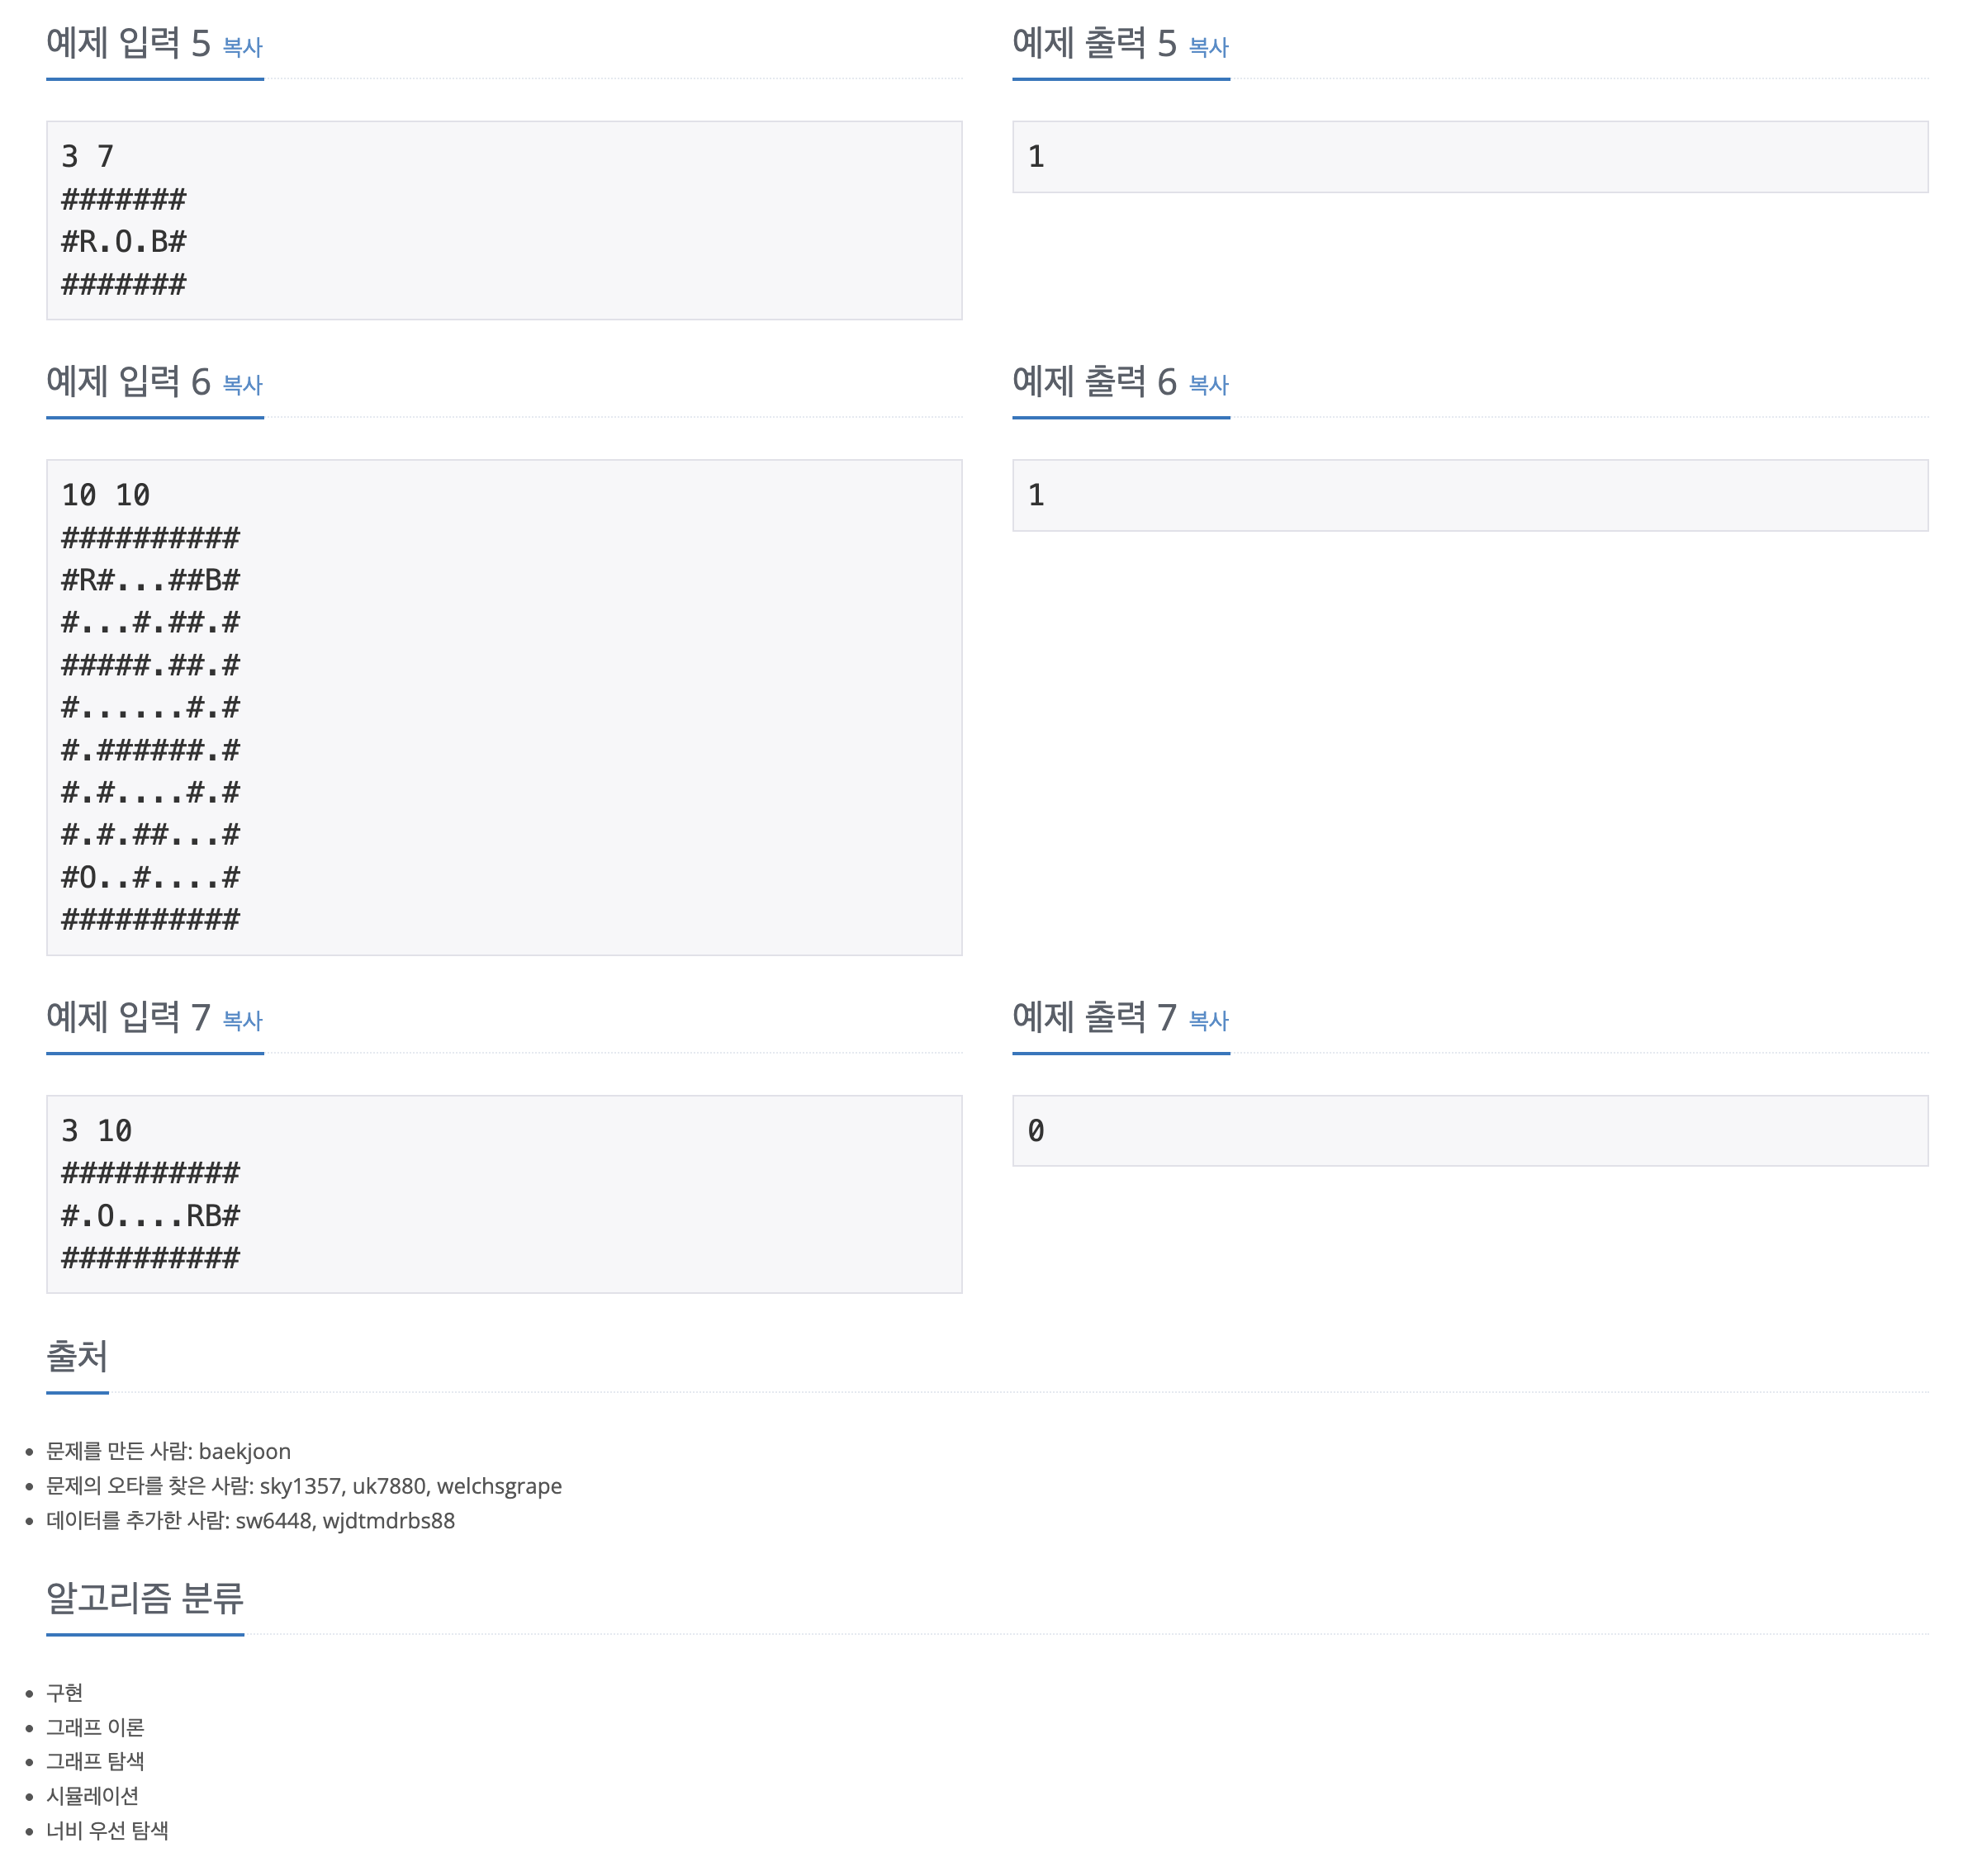 예제 입력 5 복사
3 7
#######
#R.O.B#
#######
예제 출력 5 복사
1
예제 입력 6 복사
10 10
##########
#R#...##B#
#...#.##.#
#####.##.#
#......#.#
#.######.#
#.#....#.#
#.#.##...#
#O..#....#
##########
예제 출력 6 복사
1
예제 입력 7 복사
3 10
##########
#.O....RB#
##########
예제 출력 7 복사
0
출처
문제를 만든 사람: baekjoon
문제의 오타를 찾은 사람: sky1357, uk7880, welchsgrape
데이터를 추가한 사람: sw6448, wjdtmdrbs88
알고리즘 분류
구현
그래프 이론
그래프 탐색
시뮬레이션
너비 우선 탐색